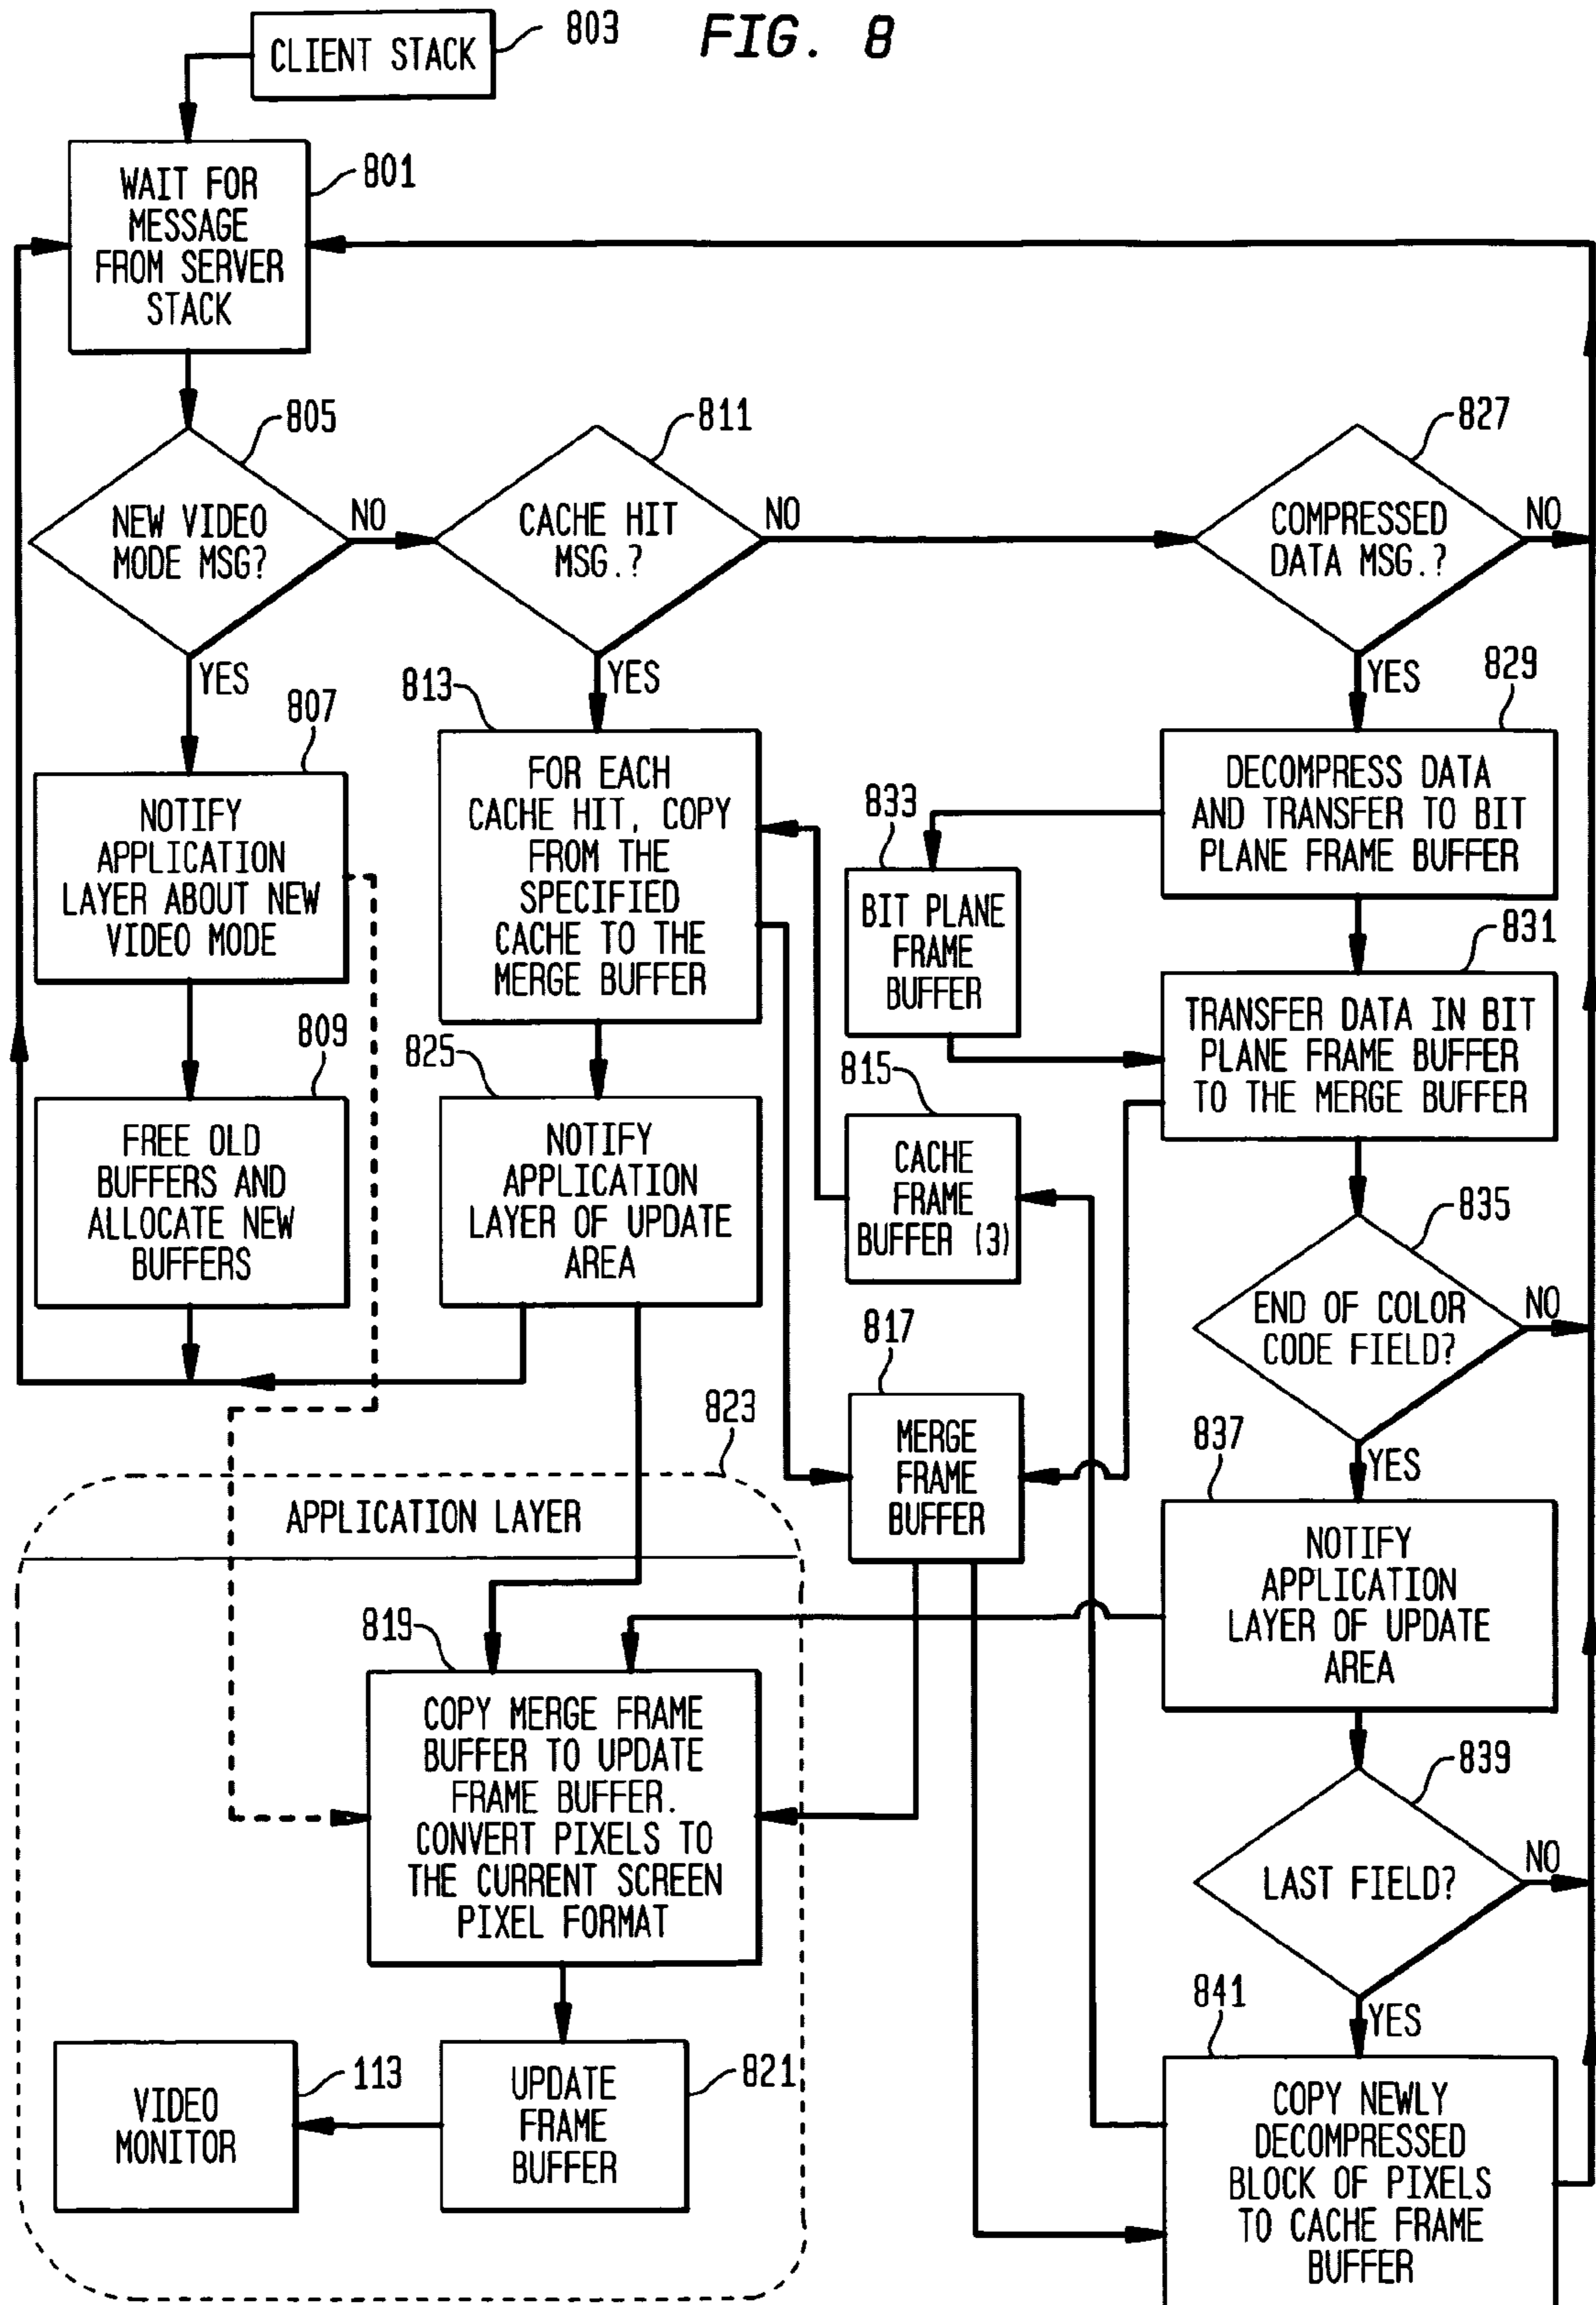 FIG. 8
CLIENT STACK
803
WAIT FOR
MESSAGE
FROM SERVER
STACK
801
NEW VIDEO
MODE MSG?
805
NO
YES
CACHE HIT
MSG.?
811
NO
YES
COMPRESSED
DATA MSG.?
827
NO
YES
807
NOTIFY
APPLICATION
LAYER ABOUT NEW
VIDEO MODE
809
FREE OLD
BUFFERS AND
ALLOCATE NEW
BUFFERS
813
FOR EACH
CACHE HIT, COPY
FROM THE
SPECIFIED
CACHE TO THE
MERGE BUFFER
825
NOTIFY
APPLICATION
LAYER OF UPDATE
AREA
833
BIT PLANE
FRAME
BUFFER
815
CACHE
FRAME
BUFFER (3)
817
MERGE
FRAME
BUFFER
829
DECOMPRESS DATA
AND TRANSFER TO BIT
PLANE FRAME BUFFER
831
TRANSFER DATA IN BIT
PLANE FRAME BUFFER
TO THE MERGE BUFFER
835
END OF COLOR
CODE FIELD?
NO
YES
837
NOTIFY
APPLICATION
LAYER OF UPDATE
AREA
839
LAST FIELD?
NO
YES
841
COPY NEWLY
DECOMPRESSED
BLOCK OF PIXELS
TO CACHE FRAME
BUFFER
823
APPLICATION LAYER
819
COPY MERGE FRAME
BUFFER TO UPDATE
FRAME BUFFER.
CONVERT PIXELS TO
THE CURRENT SCREEN
PIXEL FORMAT
VIDEO
MONITOR
113
UPDATE
FRAME
BUFFER
821